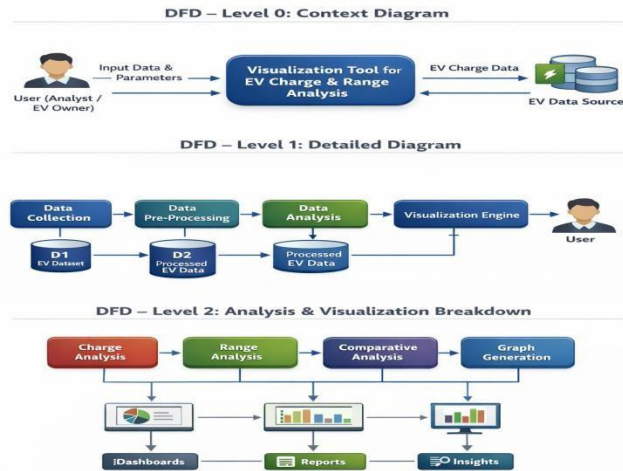 DFD – Level 0: Context Diagram
Input Data &
Parameters
Visualization Tool for
EV Charge & Range
Analysis
EV Charge Data
User (Analyst /
EV Owner)
EV Data Source
DFD – Level 1: Detailed Diagram
Data
Collection
Data
Pre-Processing
Data
Analysis
Visualization Engine
D1
EV Dataset
D2
Processed
EV Data
Processed
EV Data
User
DFD – Level 2: Analysis & Visualization Breakdown
Charge
Analysis
Range
Analysis
Comparative
Analysis
Graph
Generation
Dashboards
Reports
Insights